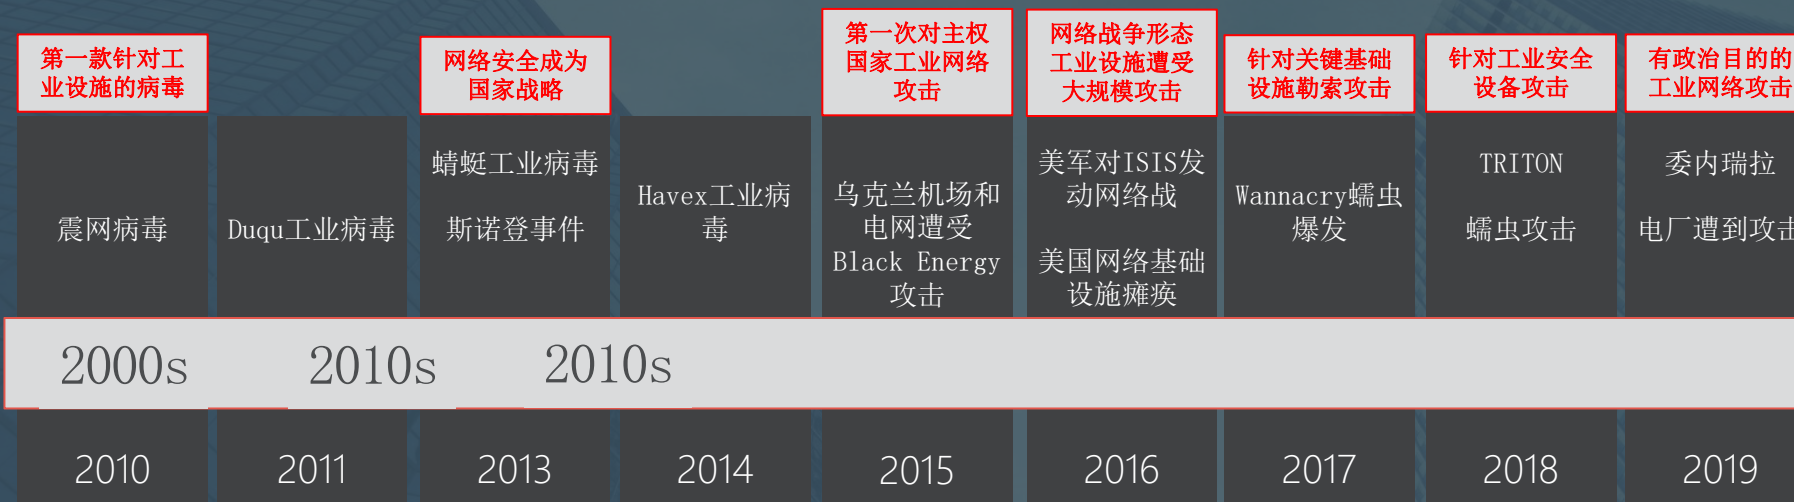 第一款针对工
业设施的病毒
网络安全成为
国家战略
第一次对主权
国家工业网络
攻击
网络战争形态
工业设施遭受
大规模攻击
针对关键基础
设施勒索攻击
针对工业安全
设备攻击
有政治目的的
工业网络攻击
震网病毒
Duqu工业病毒
蜻蜓工业病毒
斯诺登事件
Havex工业病
毒
乌克兰机场和
电网遭受
Black Energy
攻击
美军对ISIS发
动网络战
美国网络基础
设施瘫痪
Wannacry蠕虫
爆发
TRITON
蠕虫攻击
委内瑞拉
电厂遭到攻击
2000s 2010s 2010s
2010 2011 2013 2014 2015 2016 2017 2018 2019